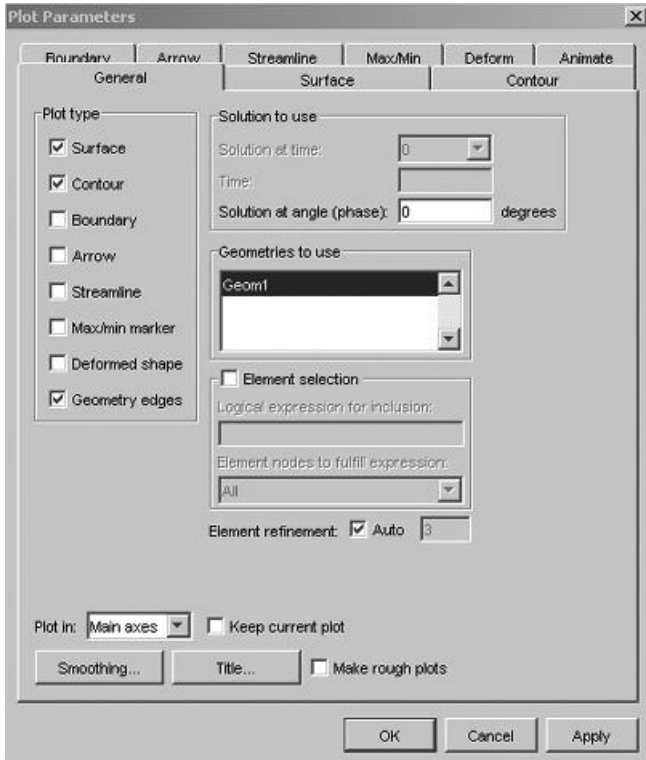 Plot Parameters
Boundary Arrow Streamline Max/Min Deform Animate
General Surface Contour
Plot type
Surface
Contour
Boundary
Arrow
Streamline
Max/min marker
Deformed shape
Geometry edges
Solution to use
Solution at time: 0
Time:
Solution at angle (phase): 0 degrees
Geometries to use
Geom1
Element selection
Logical expression for inclusion:
Element nodes to fulfill expression:
All
Element refinement: Auto 3
Plot in: Main axes Keep current plot
Smoothing... Title... Make rough plots
OK Cancel Apply